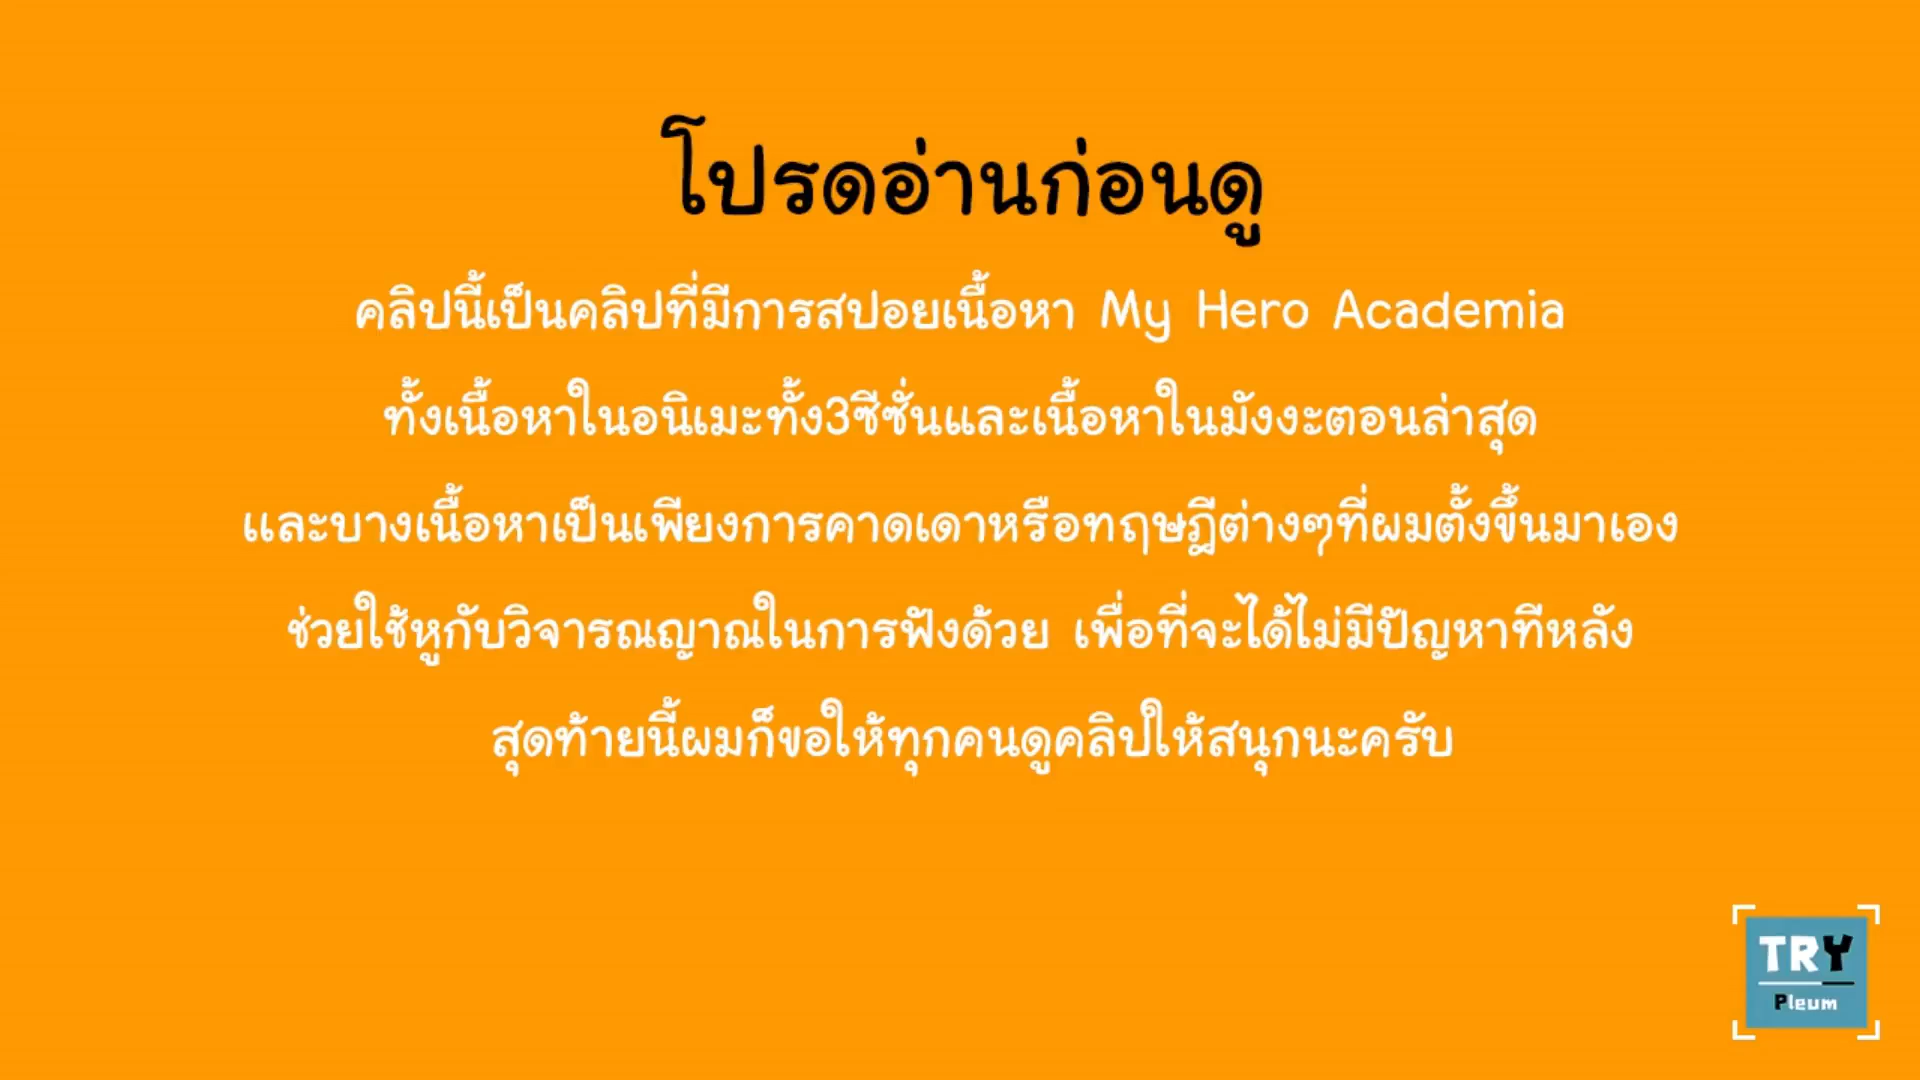 โปรดอ่านก่อนดู
คลิปนี้เป็นคลิปที่มีการสปอยเนื้อหา My Hero Academia
ทั้งเนื้อหาในอนิเมะทั้ง3ซีซั่นและเนื้อหาในมังงะตอนล่าสุด
และบางเนื้อหาเป็นเพียงการคาดเดาหรือทฤษฎีต่างๆที่ผมตั้งขึ้นมาเอง
ช่วยใช้หูกับวิจารณญาณในการฟังด้วย เพื่อที่จะได้ไม่มีปัญหาทีหลัง
สุดท้ายนี้ผมก็ขอให้ทุกคนดูคลิปให้สนุกนะครับ
TRY
Pleum